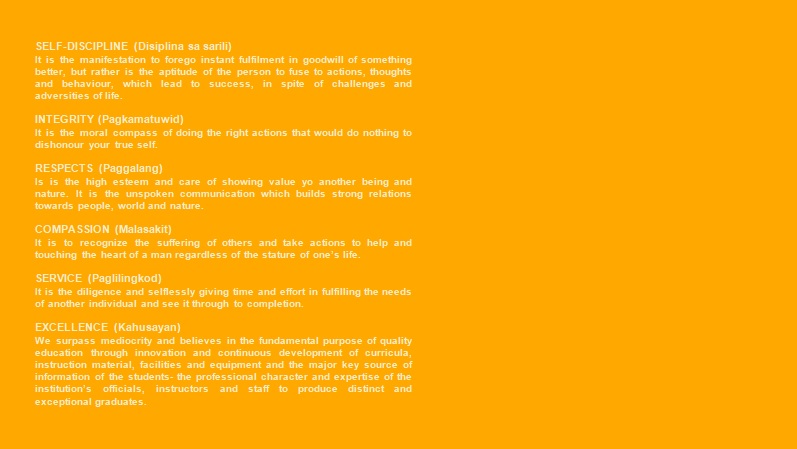 SELF-DISCIPLINE (Disiplina sa sarili)
It is the manifestation to forego instant fulfilment in goodwill of something
better, but rather is the aptitude of the person to fuse to actions, thoughts
and behaviour, which lead to success, in spite of challenges and
adversities of life.
INTEGRITY (Pagkamatuwid)
It is the moral compass of doing the right actions that would do nothing to
dishonour your true self.
RESPECTS (Paggalang)
Is is the high esteem and care of showing value yo another being and
nature. It is the unspoken communication which builds strong relations
towards people, world and nature.
COMPASSION (Malasakit)
It is to recognize the suffering of others and take actions to help and
touching the heart of a man regardless of the stature of one's life.
SERVICE (Paglilingkod)
It is the diligence and selflessly giving time and effort in fulfilling the needs
of another individual and see it through to completion.
EXCELLENCE (Kahusayan)
We surpass mediocrity and believes in the fundamental purpose of quality
education through innovation and continuous development of curricula,
instruction material, facilities and equipment and the major key source of
information of the students- the professional character and expertise of the
institution's officials, instructors and staff to produce distinct and
exceptional graduates.